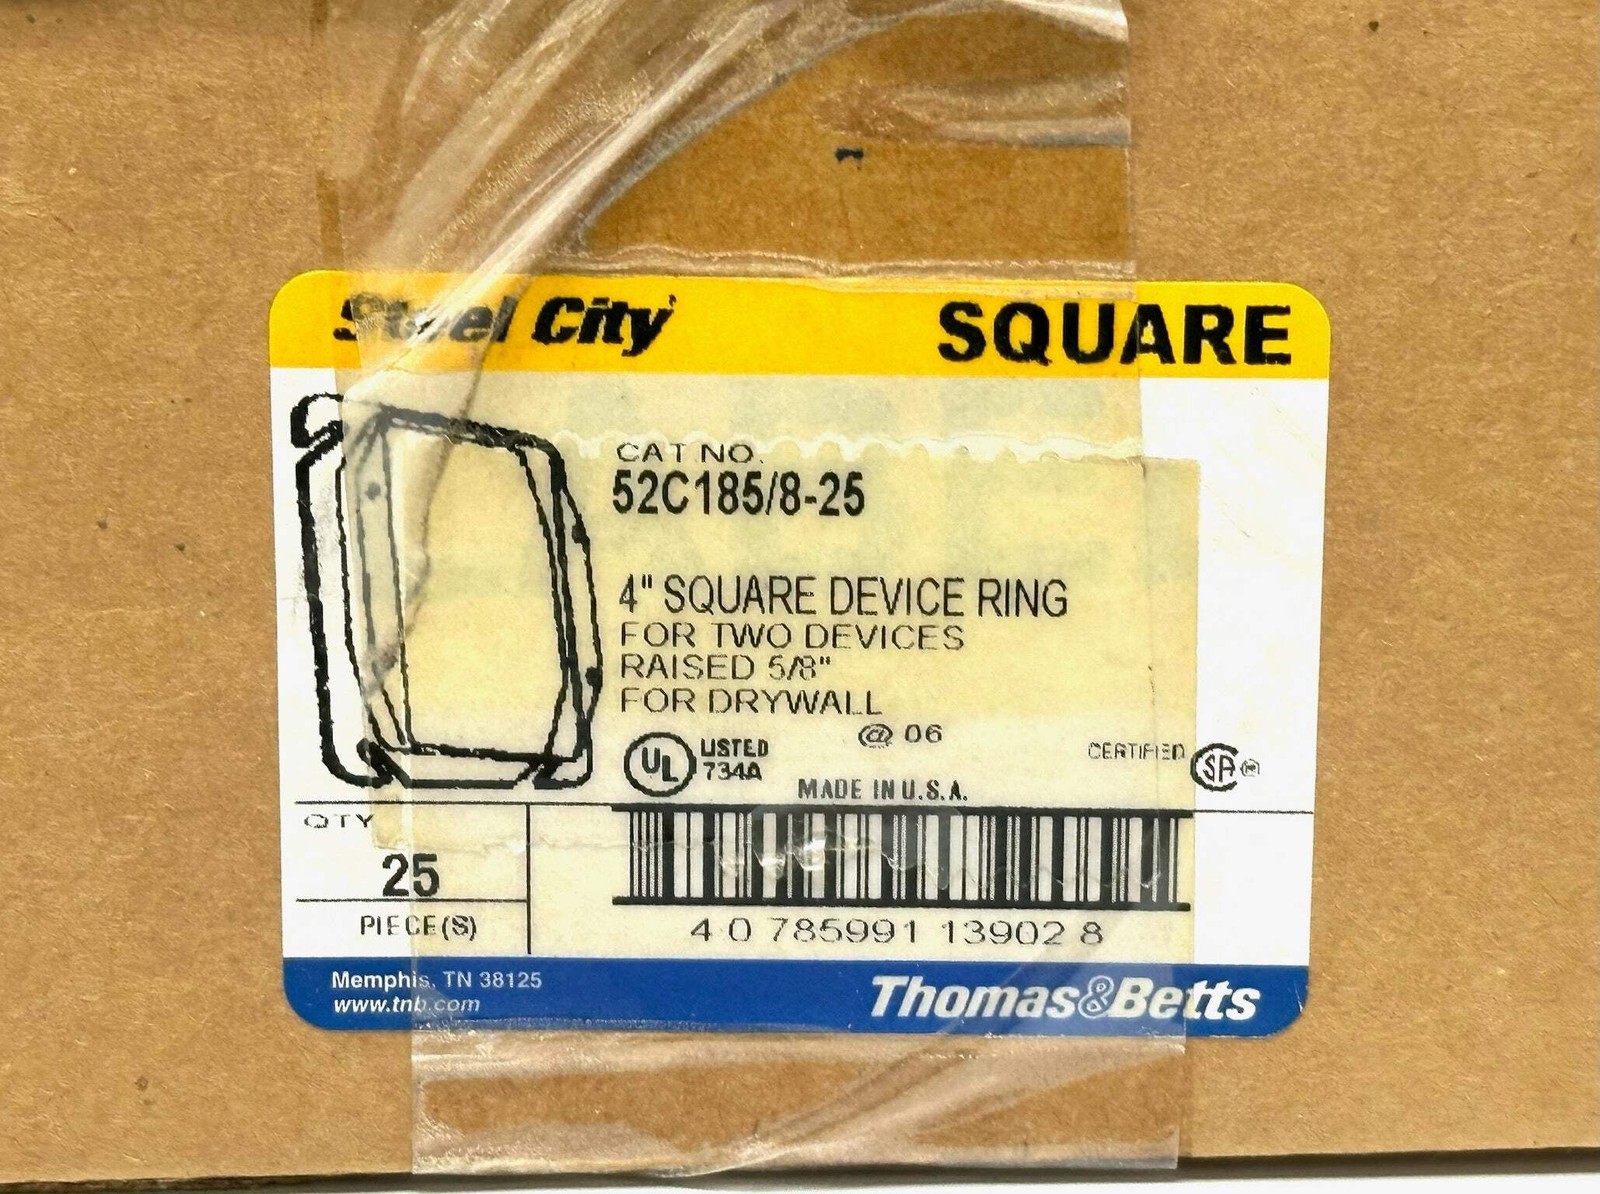 Steel City
SQUARE
CAT NO.
52C185/8-25
4" SQUARE DEVICE RING
FOR TWO DEVICES
RAISED 5/8"
FOR DRYWALL
@ 06
UL LISTED
734A
CERTIFIED SA ®
MADE IN U.S.A.
QTY
25
PIECE(S)
4 0 785991 13902 8
Memphis, TN 38125
www.tnb.com
Thomas&Betts